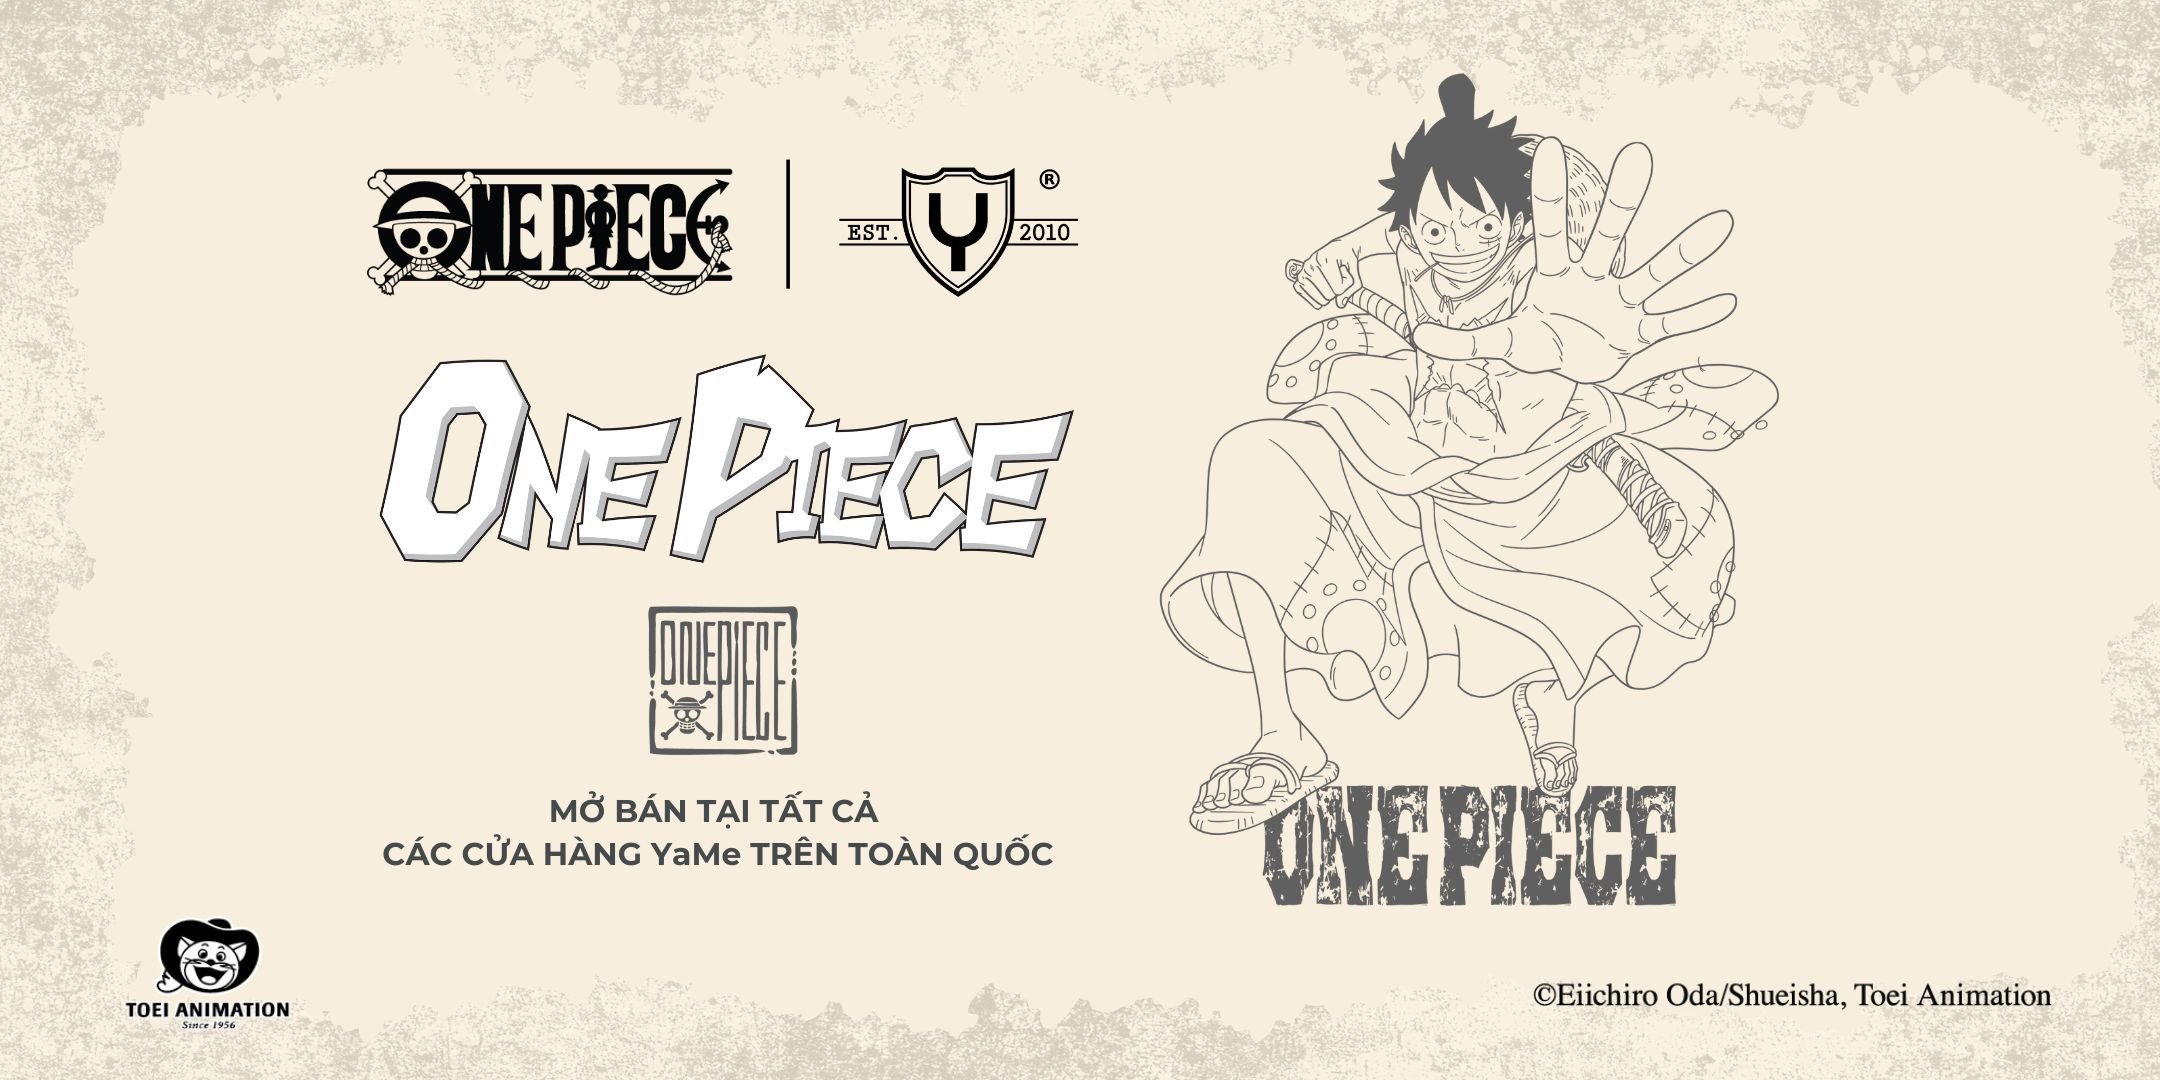 ONE PIECE
EST. Y 2010 ®
ONE PIECE
ONE PIECE
MỞ BÁN TẠI TẤT CẢ
CÁC CỬA HÀNG YaMe TRÊN TOÀN QUỐC
ONE PIECE
TOEI ANIMATION
Since 1956
©Eiichiro Oda/Shueisha, Toei Animation